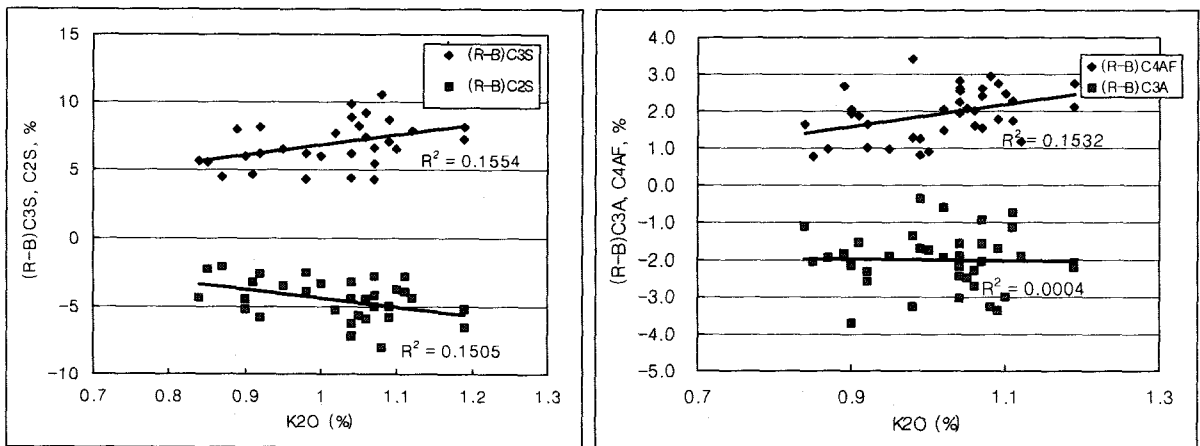 15
10
5
0
-5
-10
0.7 0.8 0.9 1 1.1 1.2 1.3
K2O (%)
(R-B)C3S, C2S, %
(R-B)C3S
(R-B)C2S
R² = 0.1554
R² = 0.1505
4.0
3.0
2.0
1.0
0.0
-1.0
-2.0
-3.0
-4.0
-5.0
0.7 0.9 1.1 1.3
K2O (%)
(R-B)C3A, C4AF, %
(R-B)C4AF
(R-B)C3A
R² = 0.1532
R² = 0.0004